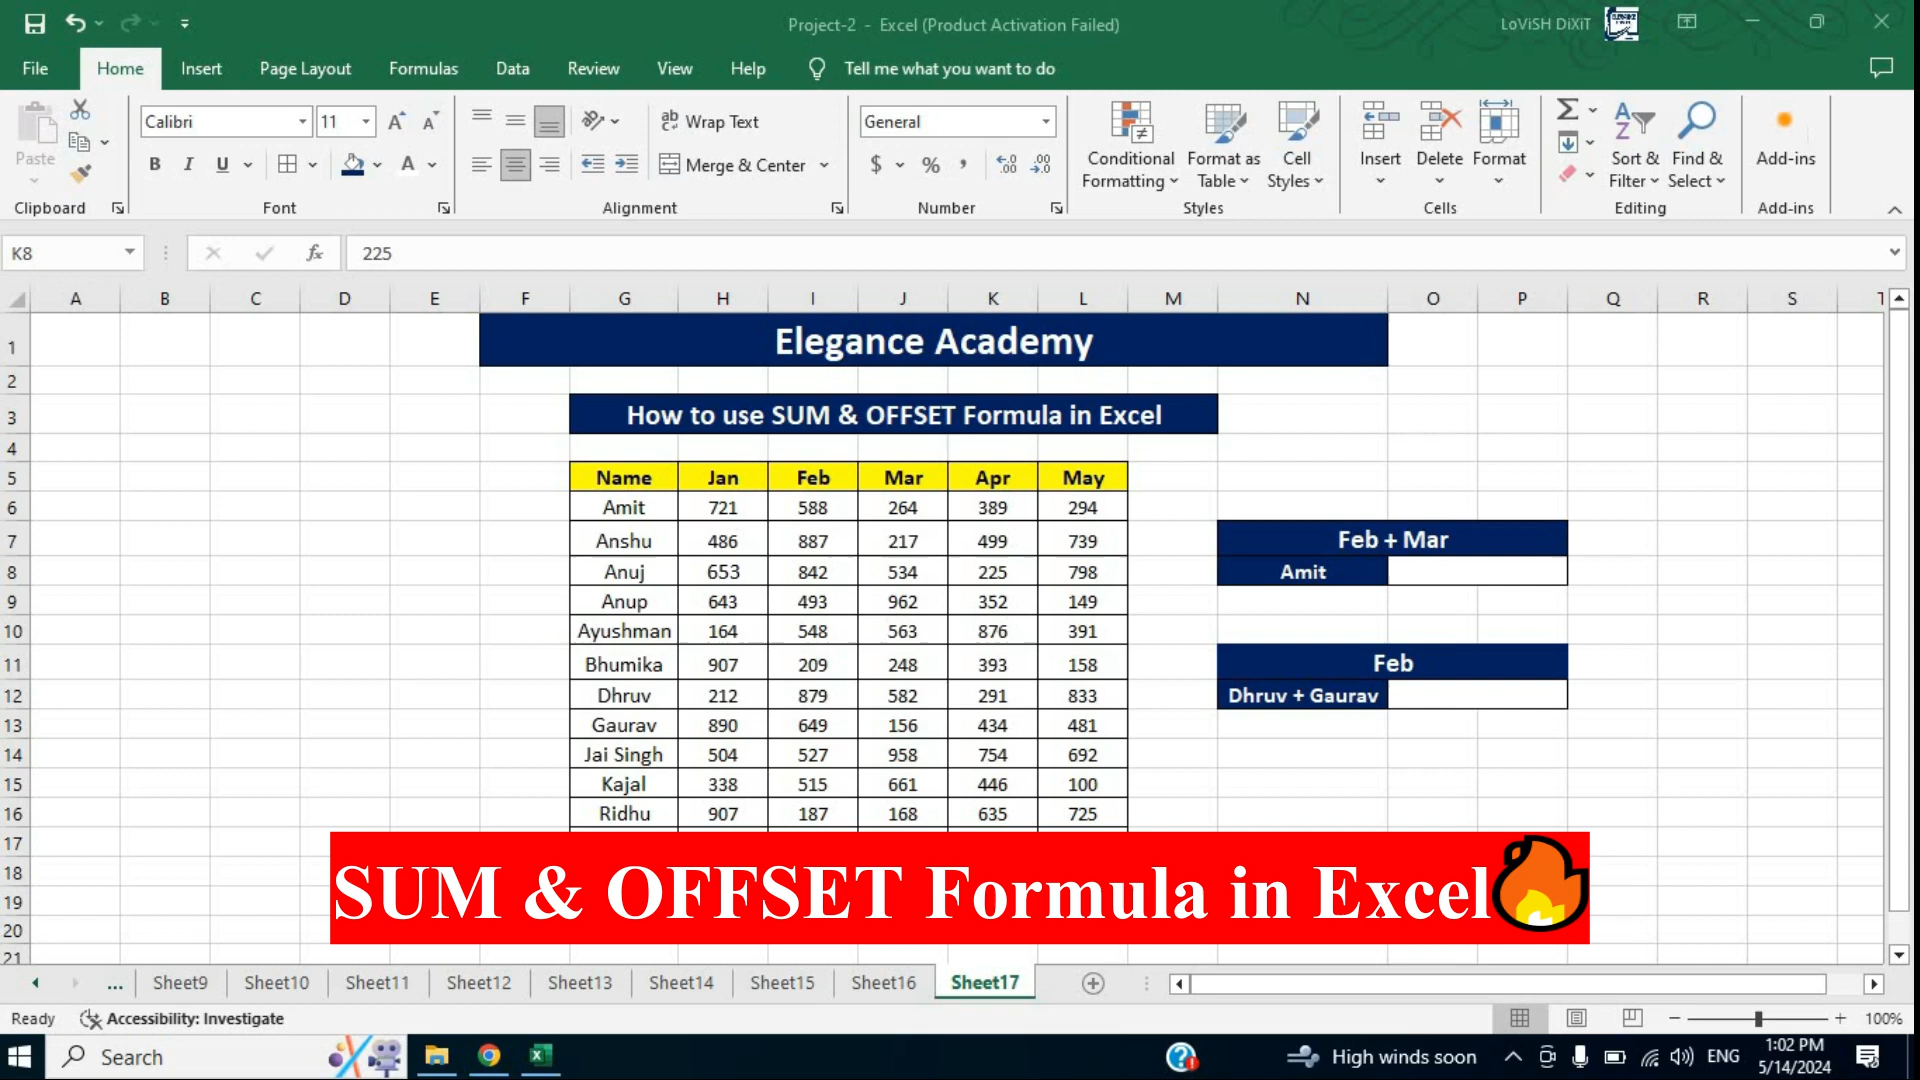 Project-2 - Excel (Product Activation Failed)
LoViSH DiXiT
File Home Insert Page Layout Formulas Data Review View Help Tell me what you want to do
Calibri 11 Wrap Text General
Paste B I U A Merge & Center $ % , Conditional Formatting Format as Table Cell Styles Insert Delete Format Sort & Filter Find & Select Add-ins
Clipboard Font Alignment Number Styles Cells Editing Add-ins
K8 fx 225
A B C D E F G H I J K L M N O P Q R S T
1 Elegance Academy
2
3 How to use SUM & OFFSET Formula in Excel
4
5 Name Jan Feb Mar Apr May
6 Amit 721 588 264 389 294
7 Anshu 486 887 217 499 739 Feb + Mar
8 Anuj 653 842 534 225 798 Amit
9 Anup 643 493 962 352 149
10 Ayushman 164 548 563 876 391
11 Bhumika 907 209 248 393 158 Feb
12 Dhruv 212 879 582 291 833 Dhruv + Gaurav
13 Gaurav 890 649 156 434 481
14 Jai Singh 504 527 958 754 692
15 Kajal 338 515 661 446 100
16 Ridhu 907 187 168 635 725
17
18
SUM & OFFSET Formula in Excel
19
20
21
... Sheet9 Sheet10 Sheet11 Sheet12 Sheet13 Sheet14 Sheet15 Sheet16 Sheet17
Ready Accessibility: Investigate 100%
Search High winds soon ENG 1:02 PM
5/14/2024